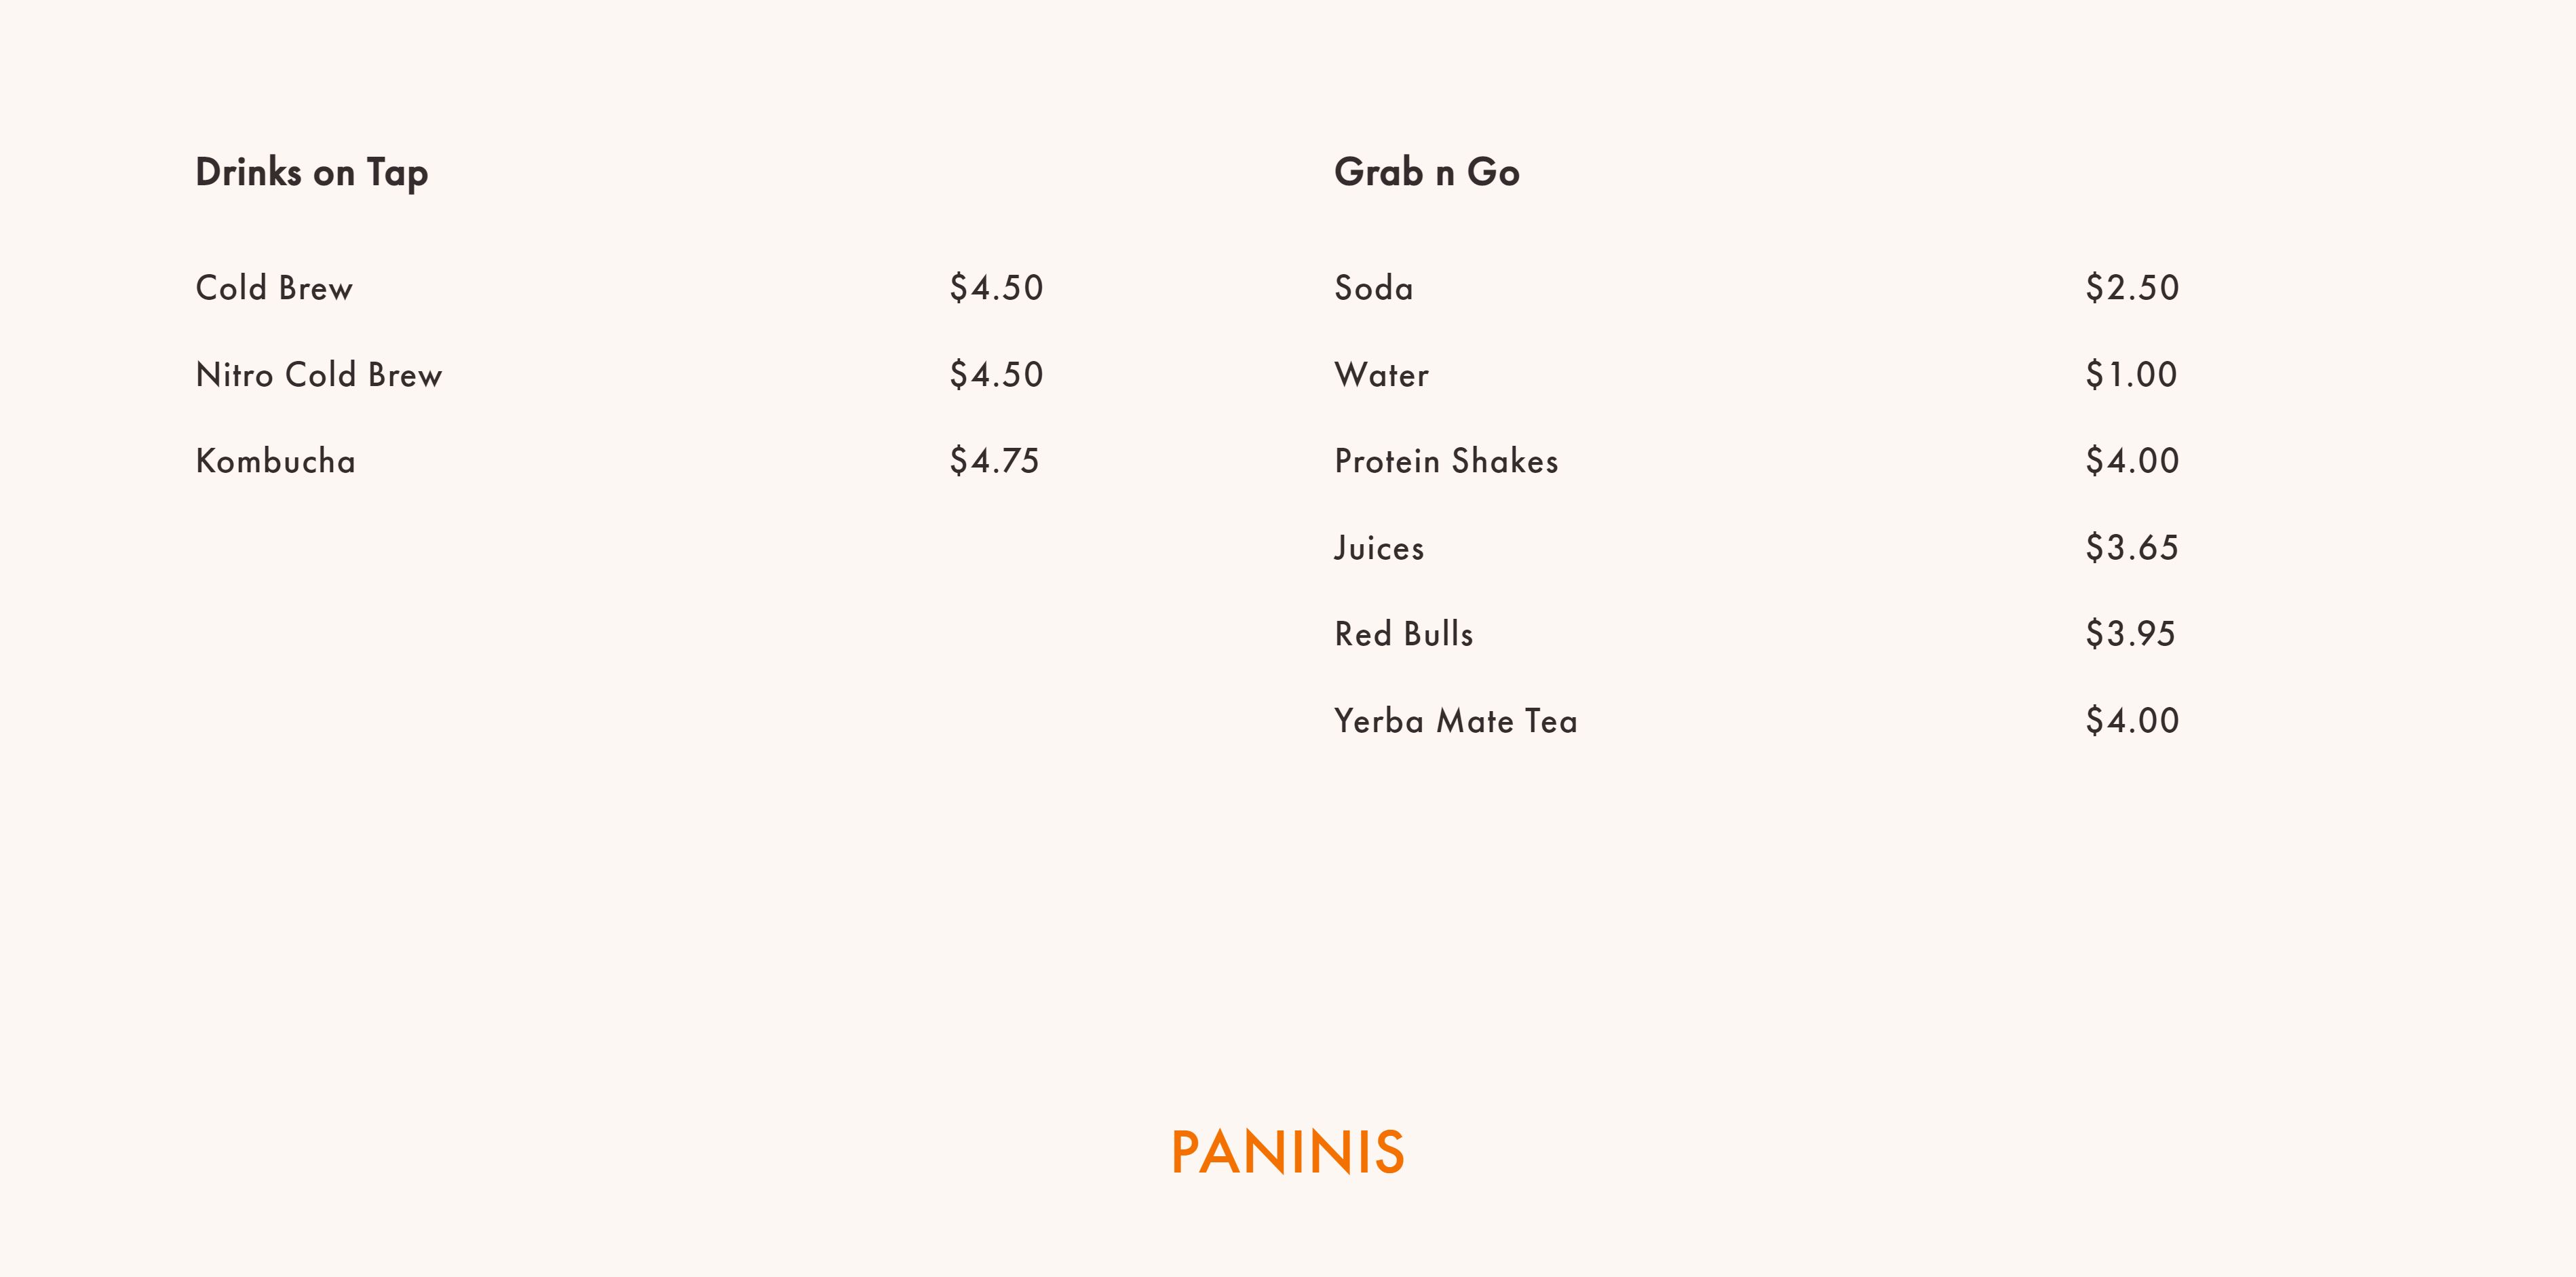 Drinks on Tap
Cold Brew $4.50
Nitro Cold Brew $4.50
Kombucha $4.75
Grab n Go
Soda $2.50
Water $1.00
Protein Shakes $4.00
Juices $3.65
Red Bulls $3.95
Yerba Mate Tea $4.00
PANINIS